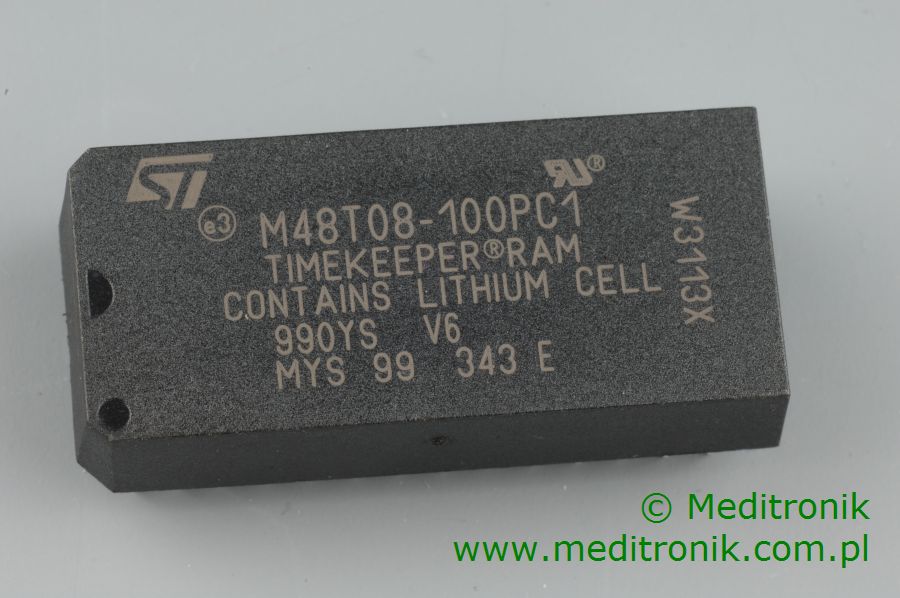 ST
e3 M48T08-100PC1
TIMEKEEPER®RAM
CONTAINS LITHIUM CELL
990YS V6
MYS 99 343 E
RU®
W3113X
© Meditronik
www.meditronik.com.pl